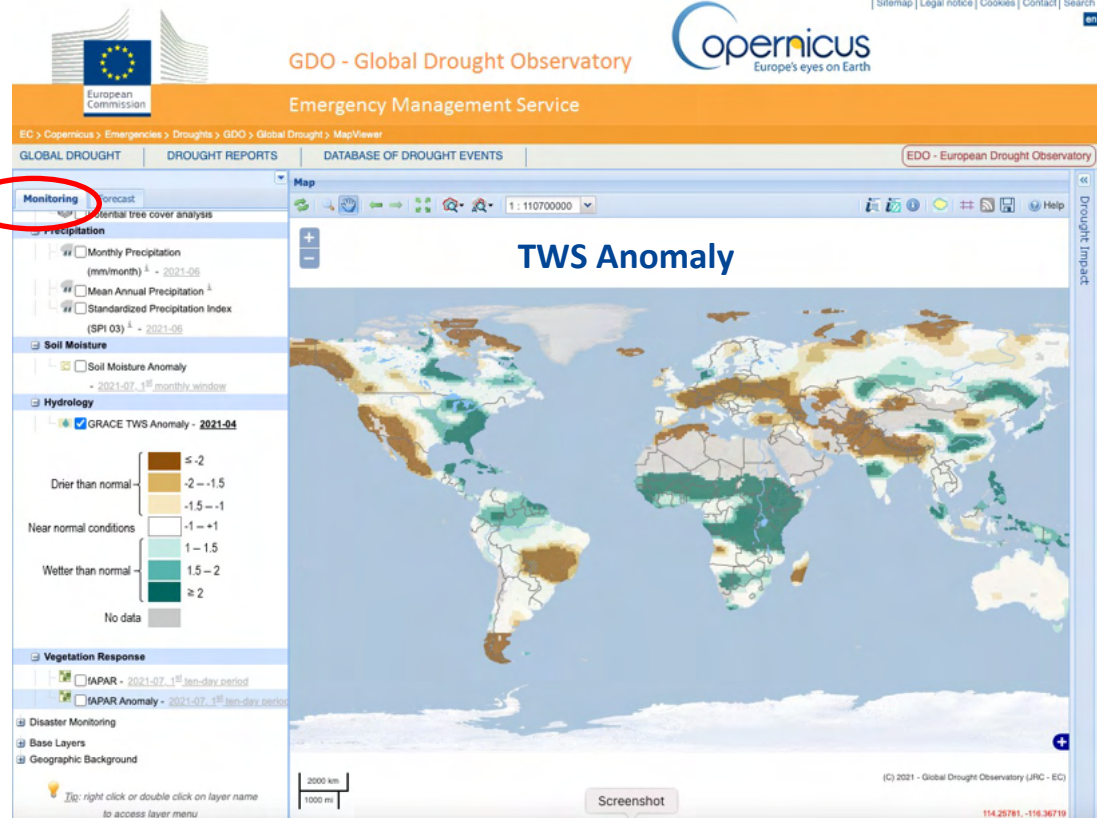 | Sitemap | Legal notice | Cookies | Contact | Search
en
European
Commission
GDO - Global Drought Observatory
opernicus
Europe's eyes on Earth
Emergency Management Service
EC > Copernicus > Emergencies > Droughts > GDO > Global Drought > MapViewer
GLOBAL DROUGHT | DROUGHT REPORTS | DATABASE OF DROUGHT EVENTS |
EDO - European Drought Observatory
Monitoring Forecast
Map
1 : 110700000
Help
Drought Impact
Potential tree cover analysis
Precipitation
Monthly Precipitation
(mm/month) i - 2021-06
Mean Annual Precipitation i
Standardized Precipitation Index
(SPI 03) i - 2021-06
Soil Moisture
Soil Moisture Anomaly
- 2021-07, 1st monthly window
Hydrology
GRACE TWS Anomaly - 2021-04
≤ -2
Drier than normal
-2 – -1.5
-1.5 – -1
Near normal conditions
-1 – +1
1 – 1.5
Wetter than normal
1.5 – 2
≥ 2
No data
Vegetation Response
fAPAR - 2021-07, 1st ten-day period
fAPAR Anomaly - 2021-07, 1st ten-day period
Disaster Monitoring
Base Layers
Geographic Background
Tip: right click or double click on layer name
to access layer menu
TWS Anomaly
2000 km
1000 mi
Screenshot
(C) 2021 - Global Drought Observatory (JRC - EC)
114.25781, -116.36719